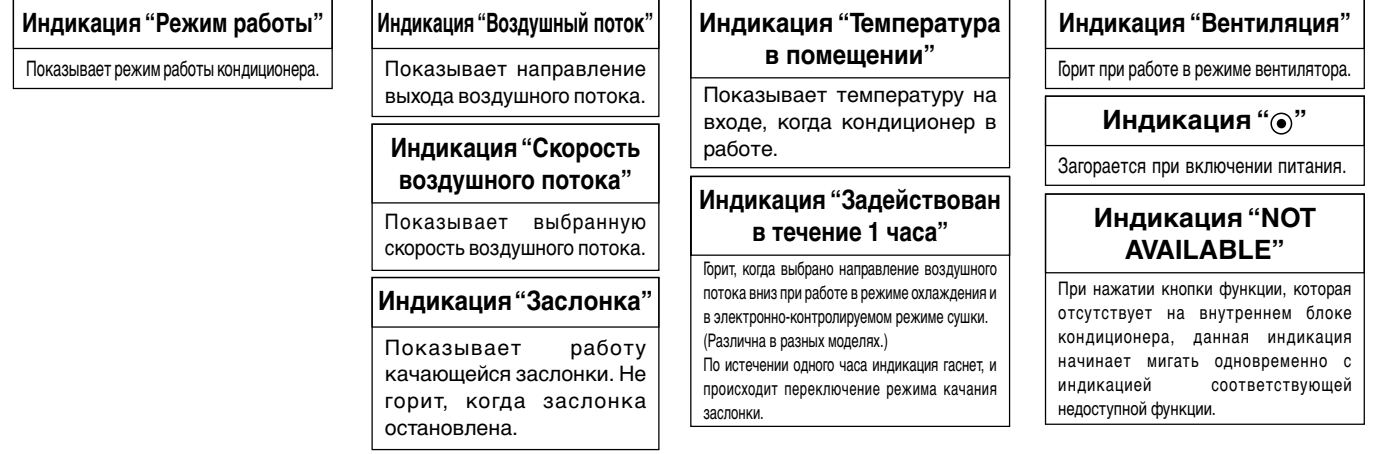 Индикация “Режим работы”
Показывает режим работы кондиционера.
Индикация “Воздушный поток”
Показывает направление
выхода воздушного потока.
Индикация “Скорость
воздушного потока”
Показывает выбранную
скорость воздушного потока.
Индикация “Заслонка”
Показывает работу
качающейся заслонки. Не
горит, когда заслонка
остановлена.
Индикация “Температура
в помещении”
Показывает температуру на
входе, когда кондиционер в
работе.
Индикация “Задействован
в течение 1 часа”
Горит, когда выбрано направление воздушного
потока вниз при работе в режиме охлаждения и
в электронно-контролируемом режиме сушки.
(Различна в разных моделях.)
По истечении одного часа индикация гаснет, и
происходит переключение режима качания
заслонки.
Индикация “Вентиляция”
Горит при работе в режиме вентилятора.
Индикация “◉”
Загорается при включении питания.
Индикация “NOT
AVAILABLE”
При нажатии кнопки функции, которая
отсутствует на внутреннем блоке
кондиционера, данная индикация
начинает мигать одновременно с
индикацией соответствующей
недоступной функции.